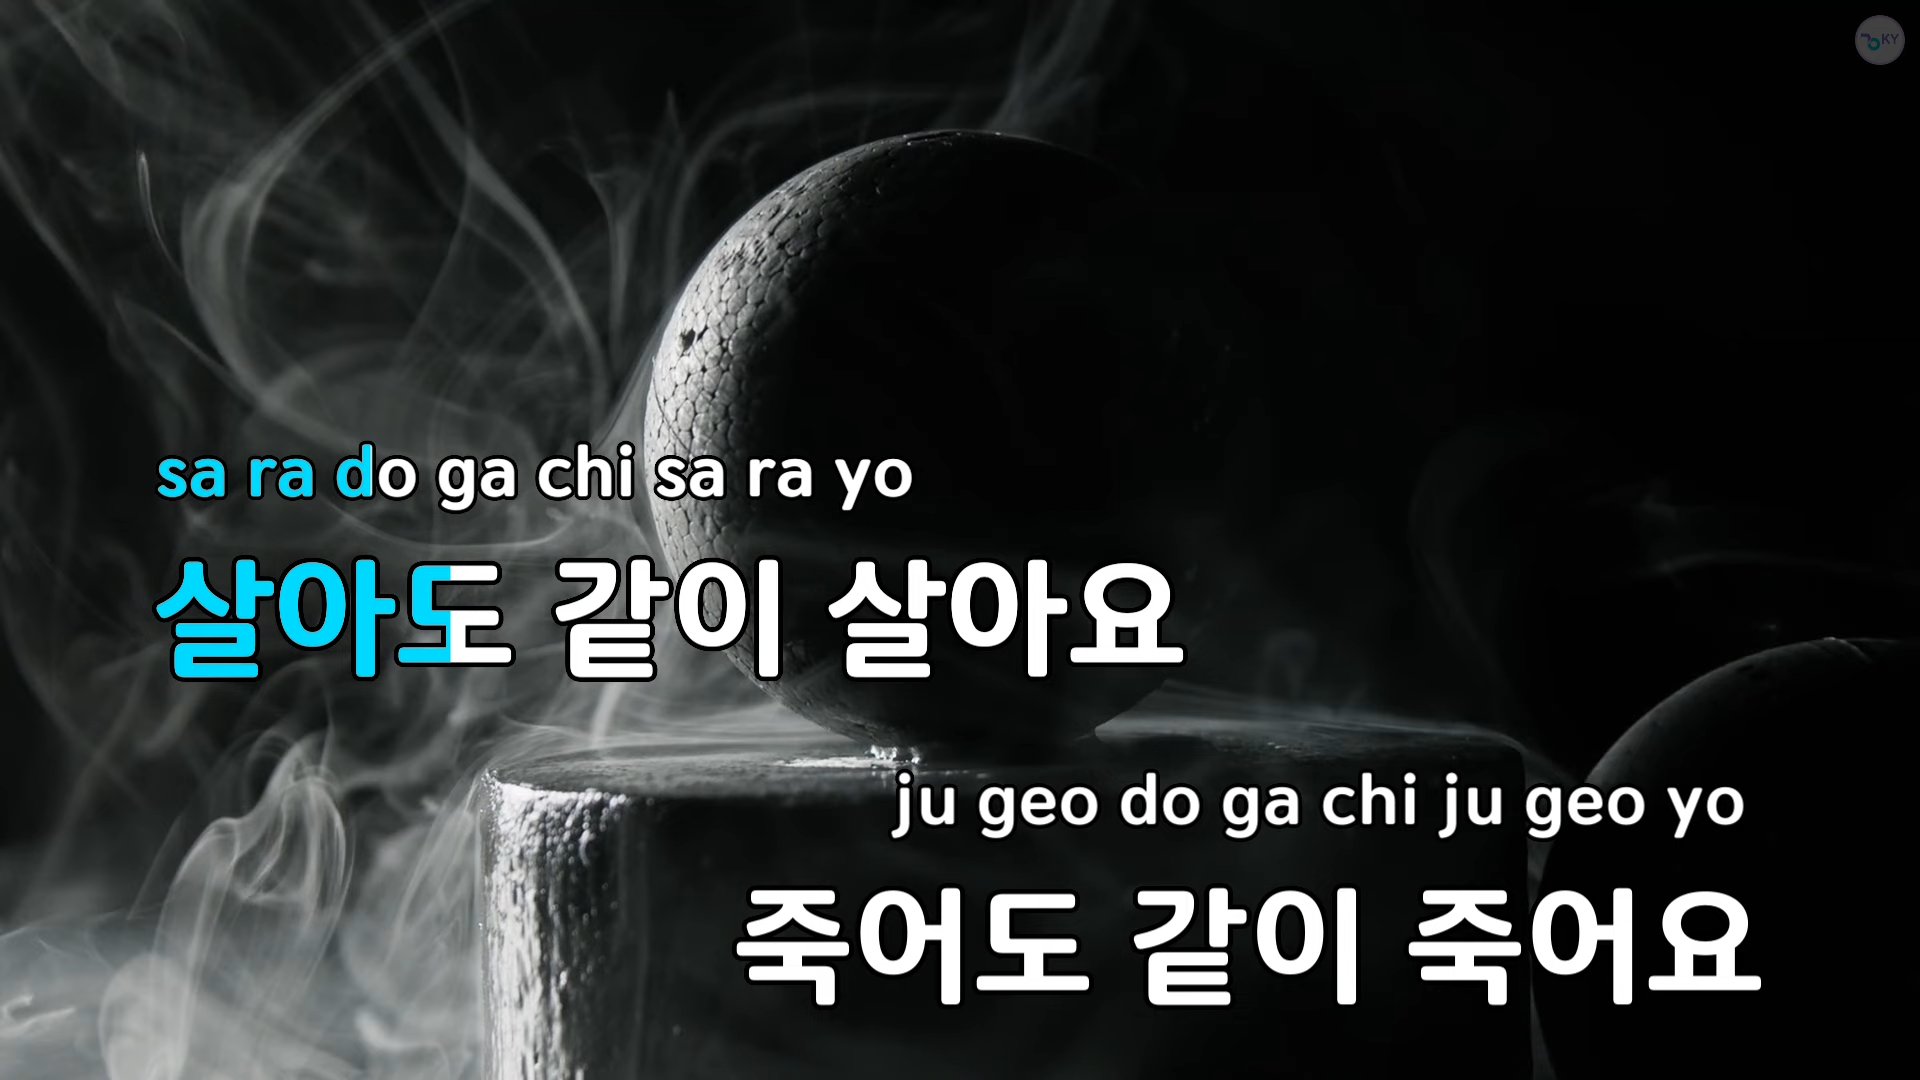 KY
sa ra do ga chi sa ra yo
살아도 같이 살아요
ju geo do ga chi ju geo yo
죽어도 같이 죽어요